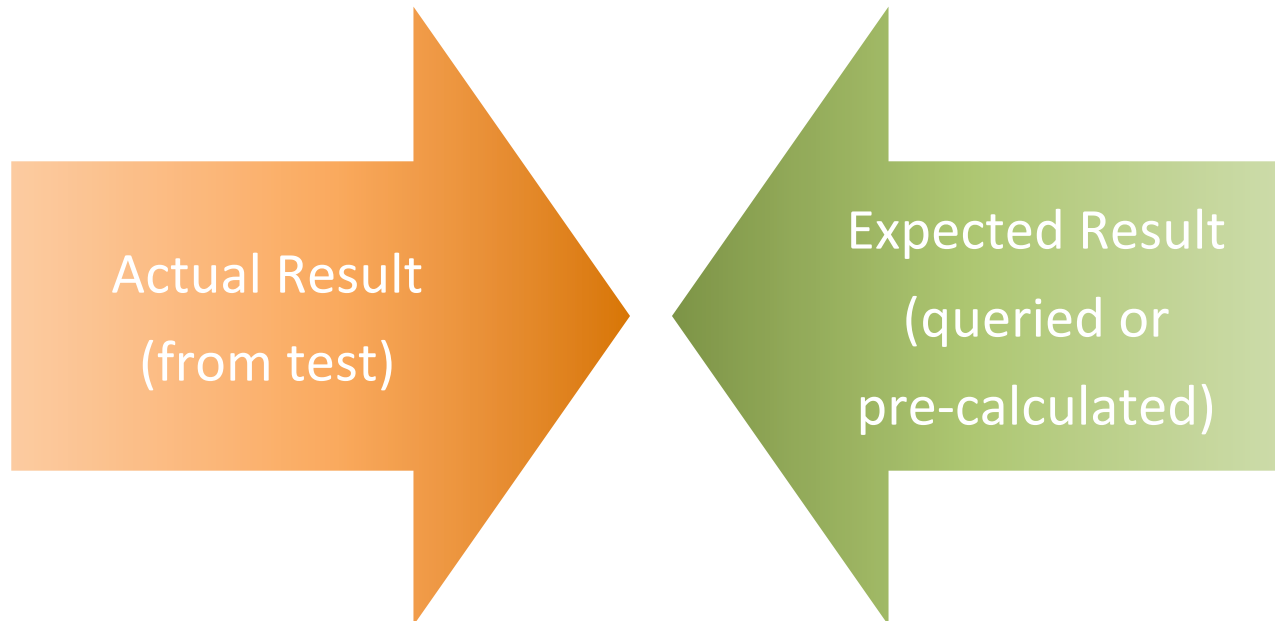 Actual Result
(from test)
Expected Result
(queried or
pre-calculated)